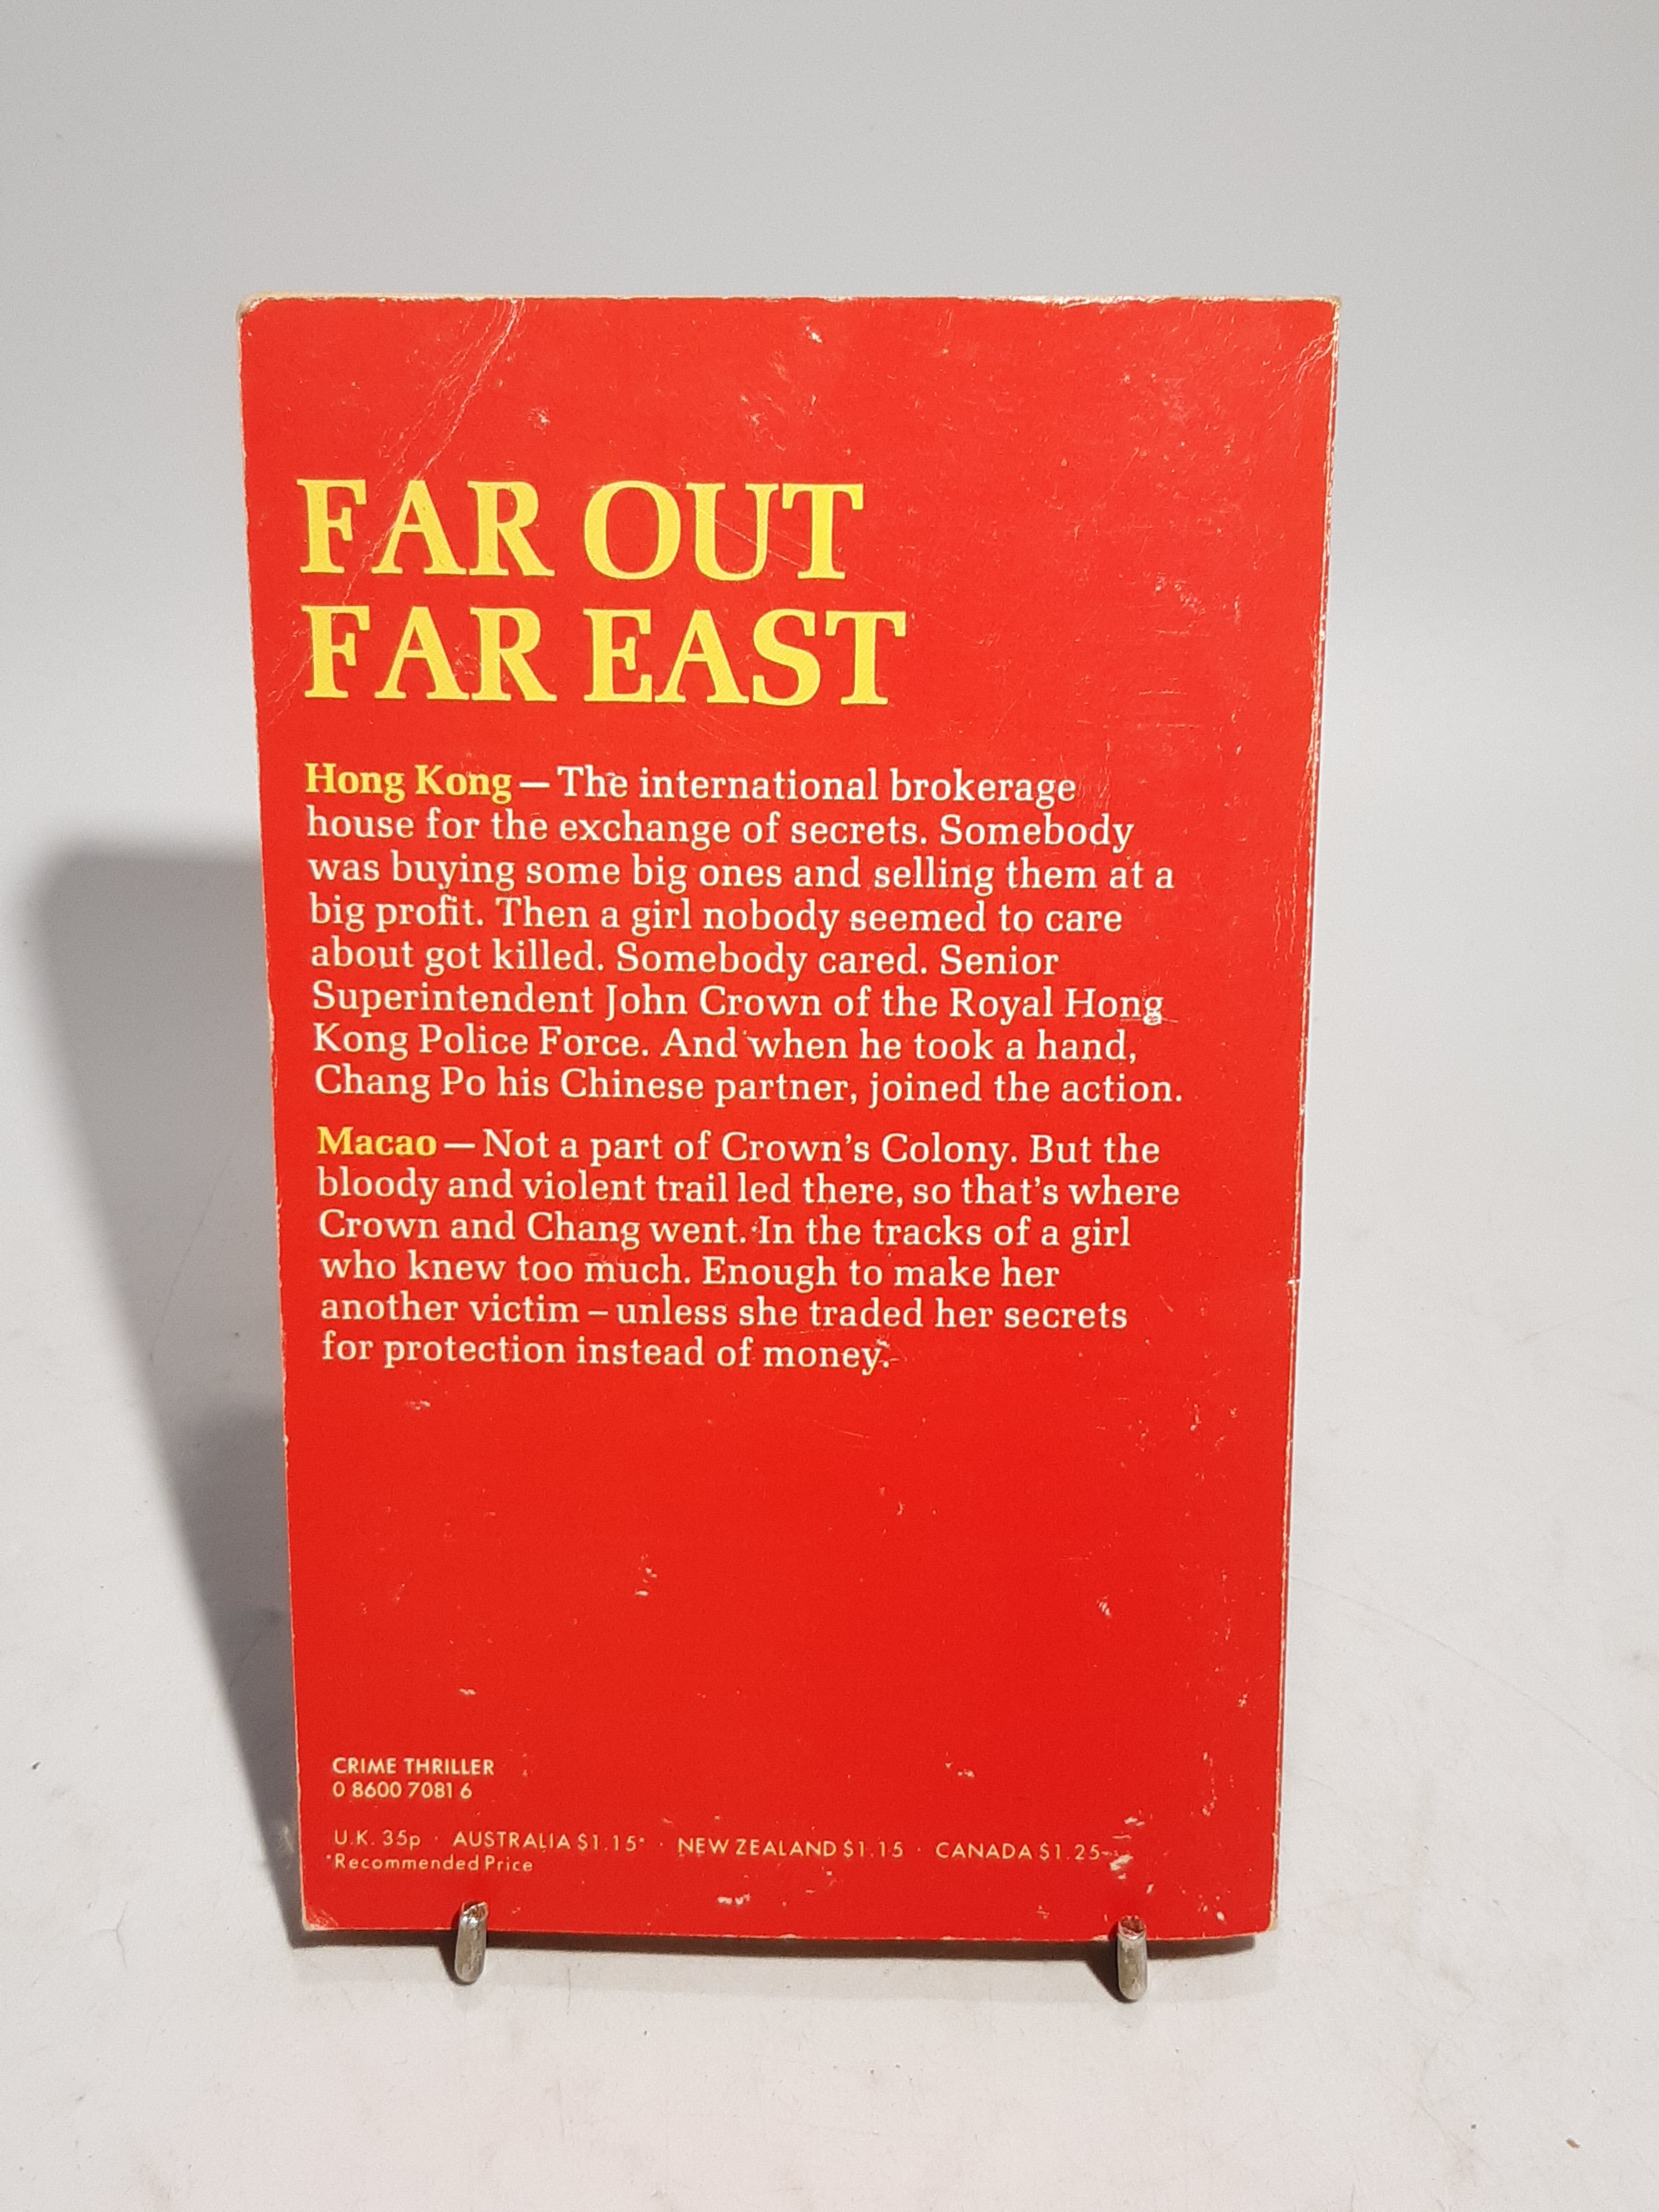 FAR OUT
FAR EAST
Hong Kong — The international brokerage
house for the exchange of secrets. Somebody
was buying some big ones and selling them at a
big profit. Then a girl nobody seemed to care
about got killed. Somebody cared. Senior
Superintendent John Crown of the Royal Hong
Kong Police Force. And when he took a hand,
Chang Po his Chinese partner, joined the action.
Macao — Not a part of Crown's Colony. But the
bloody and violent trail led there, so that's where
Crown and Chang went. In the tracks of a girl
who knew too much. Enough to make her
another victim – unless she traded her secrets
for protection instead of money.
CRIME THRILLER
0 8600 7081 6
U.K. 35p · AUSTRALIA $1.15* · NEW ZEALAND $1.15 · CANADA $1.25
*Recommended Price